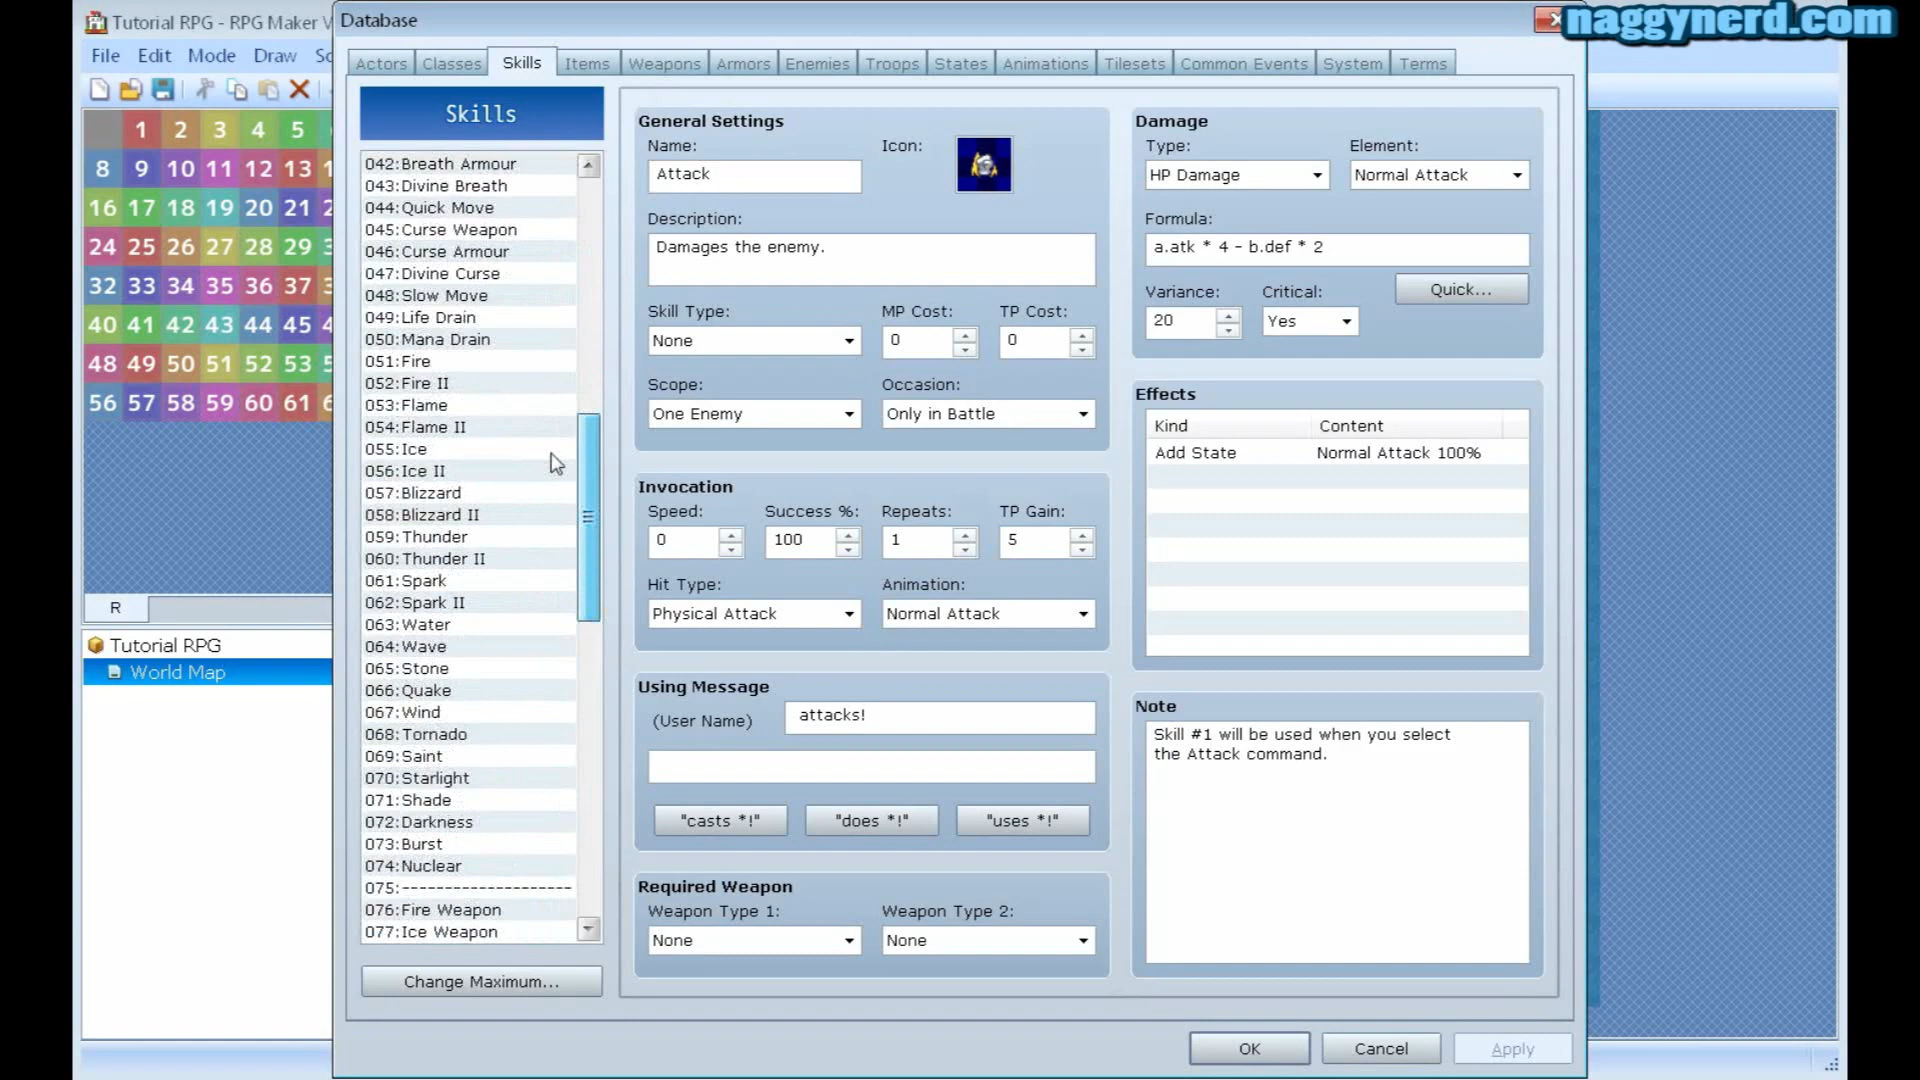 Tutorial RPG - RPG Maker V
Database
naggynerd.com
File Edit Mode Draw Sc
Actors Classes Skills Items Weapons Armors Enemies Troops States Animations Tilesets Common Events System Terms
1 2 3 4 5
8 9 10 11 12 13 1
16 17 18 19 20 21 2
24 25 26 27 28 29 3
32 33 34 35 36 37 3
40 41 42 43 44 45 4
48 49 50 51 52 53 5
56 57 58 59 60 61 6
R
Tutorial RPG
World Map
Skills
042:Breath Armour
043:Divine Breath
044:Quick Move
045:Curse Weapon
046:Curse Armour
047:Divine Curse
048:Slow Move
049:Life Drain
050:Mana Drain
051:Fire
052:Fire II
053:Flame
054:Flame II
055:Ice
056:Ice II
057:Blizzard
058:Blizzard II
059:Thunder
060:Thunder II
061:Spark
062:Spark II
063:Water
064:Wave
065:Stone
066:Quake
067:Wind
068:Tornado
069:Saint
070:Starlight
071:Shade
072:Darkness
073:Burst
074:Nuclear
075:--------------------
076:Fire Weapon
077:Ice Weapon
Change Maximum...
General Settings
Name: Icon:
Attack
Description:
Damages the enemy.
Skill Type: MP Cost: TP Cost:
None 0 0
Scope: Occasion:
One Enemy Only in Battle
Invocation
Speed: Success %: Repeats: TP Gain:
0 100 1 5
Hit Type: Animation:
Physical Attack Normal Attack
Using Message
(User Name) attacks!
"casts *!" "does *!" "uses *!"
Required Weapon
Weapon Type 1: Weapon Type 2:
None None
Damage
Type: Element:
HP Damage Normal Attack
Formula:
a.atk * 4 - b.def * 2
Variance: Critical: Quick...
20 Yes
Effects
Kind Content
Add State Normal Attack 100%
Note
Skill #1 will be used when you select
the Attack command.
OK Cancel Apply